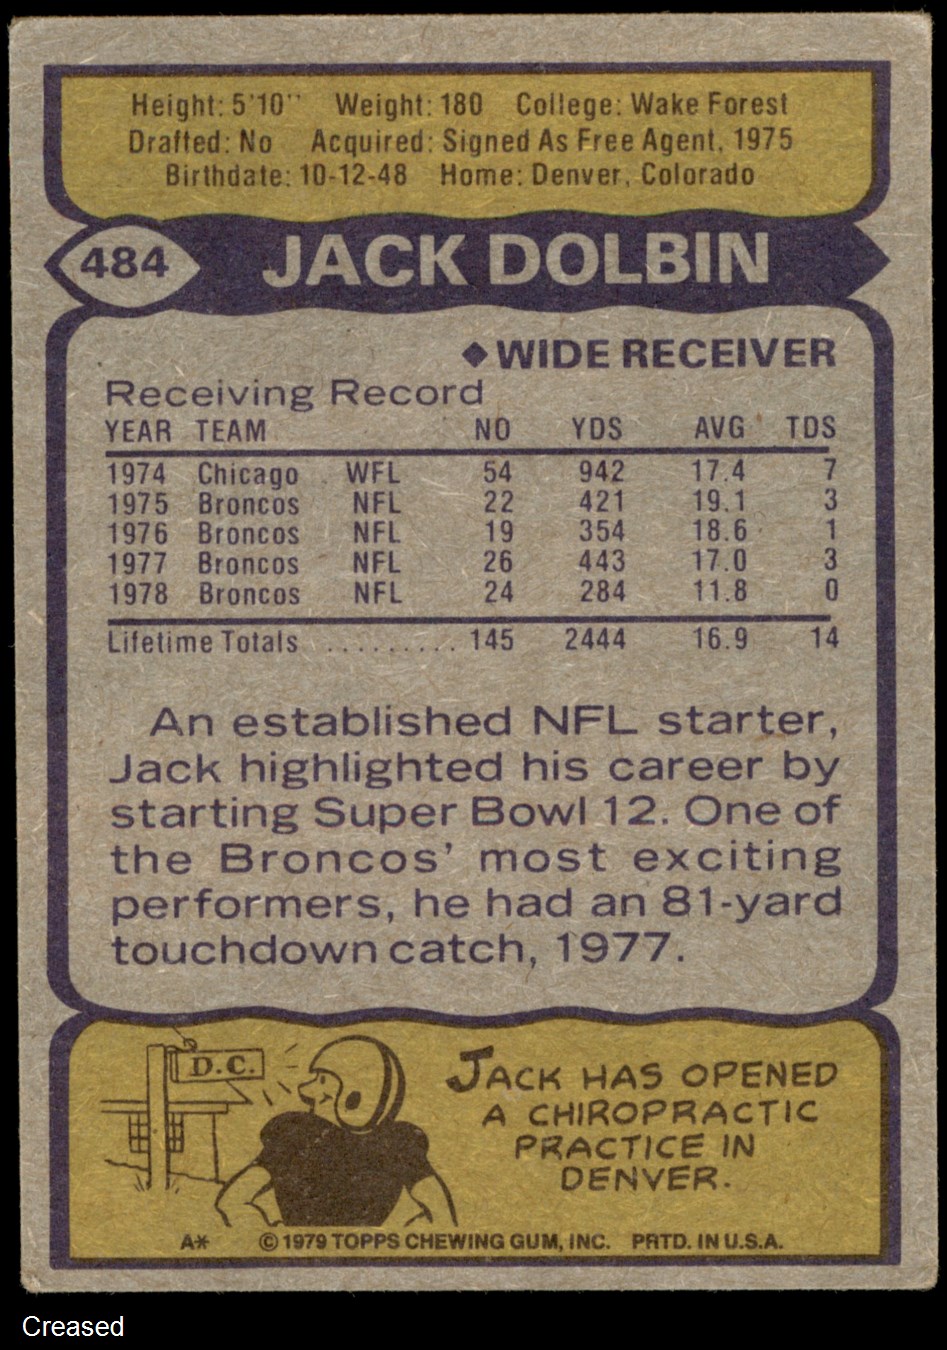 Height: 5'10" Weight: 180 College: Wake Forest
Drafted: No Acquired: Signed As Free Agent, 1975
Birthdate: 10-12-48 Home: Denver, Colorado
484 JACK DOLBIN
◆ WIDE RECEIVER
Receiving Record
YEAR TEAM NO YDS AVG TDS
1974 Chicago WFL 54 942 17.4 7
1975 Broncos NFL 22 421 19.1 3
1976 Broncos NFL 19 354 18.6 1
1977 Broncos NFL 26 443 17.0 3
1978 Broncos NFL 24 284 11.8 0
Lifetime Totals ......... 145 2444 16.9 14
An established NFL starter,
Jack highlighted his career by
starting Super Bowl 12. One of
the Broncos' most exciting
performers, he had an 81-yard
touchdown catch, 1977.
D.C.
JACK HAS OPENED
A CHIROPRACTIC
PRACTICE IN
DENVER.
A* © 1979 TOPPS CHEWING GUM, INC. PRTD. IN U.S.A.
Creased